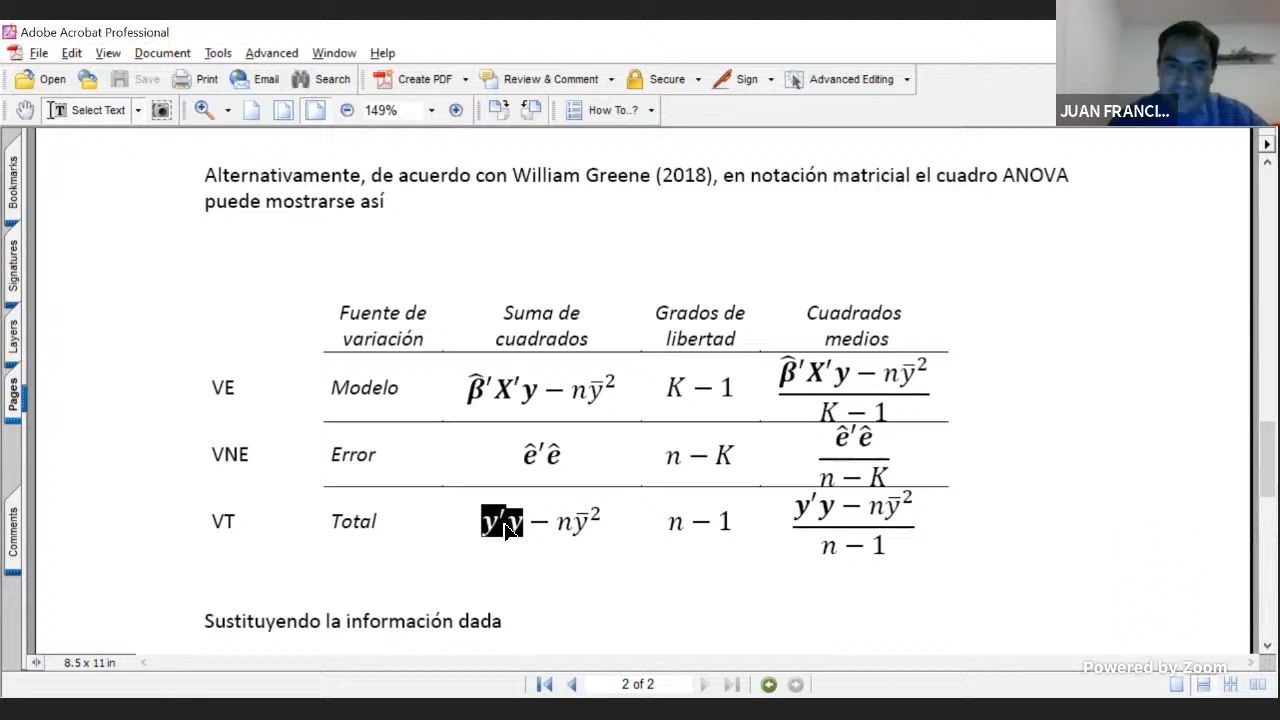 Adobe Acrobat Professional
File Edit View Document Tools Advanced Window Help
Open Save Print Email Search Create PDF Review & Comment Secure Sign Advanced Editing
Select Text 149% How To..?
JUAN FRANCI...
Bookmarks
Signatures
Layers
Pages
Comments
Alternativamente, de acuerdo con William Greene (2018), en notación matricial el cuadro ANOVA
puede mostrarse así
Fuente de variación Suma de cuadrados Grados de libertad Cuadrados medios
VE Modelo β̂′X′y − nȳ² K − 1 (β̂′X′y − nȳ²)/(K − 1)
VNE Error ê′ê n − K ê′ê/(n − K)
VT Total y′y − nȳ² n − 1 (y′y − nȳ²)/(n − 1)
Sustituyendo la información dada
8.5 x 11 in
Powered by Zoom
2 of 2